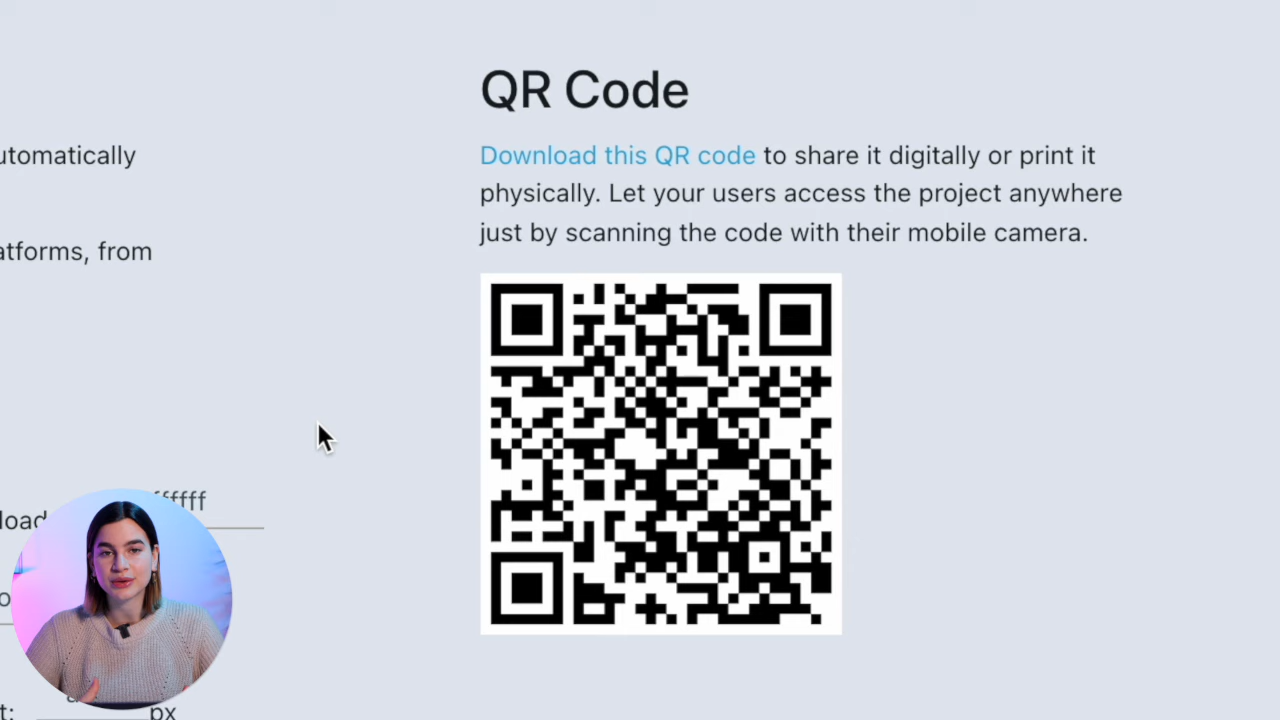 QR Code
utomatically
Download this QR code to share it digitally or print it
physically. Let your users access the project anywhere
atforms, from
just by scanning the code with their mobile camera.
ffffff
load
px